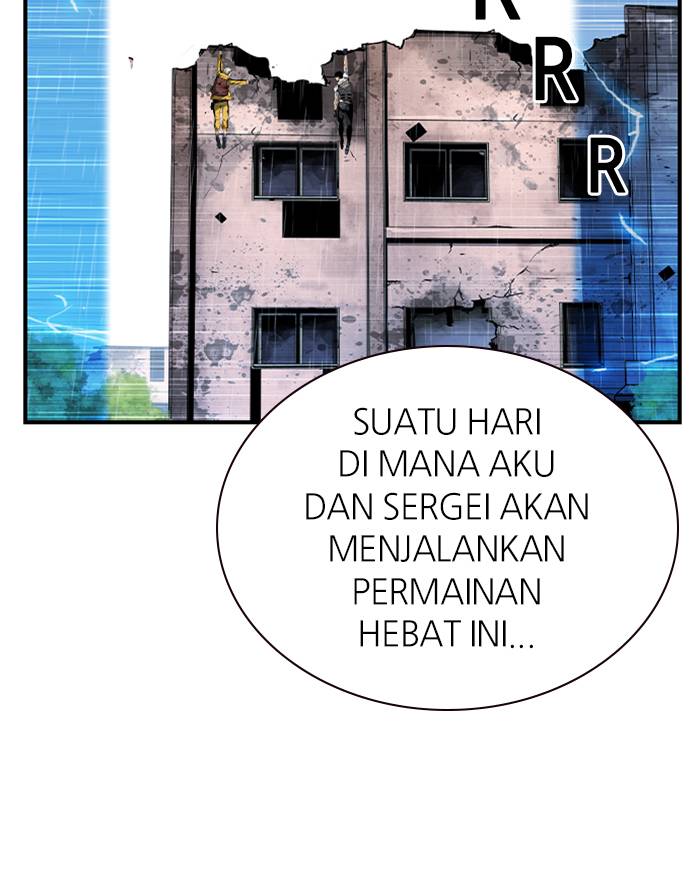 R
R
R
SUATU HARI
DI MANA AKU
DAN SERGEI AKAN
MENJALANKAN
PERMAINAN
HEBAT INI...